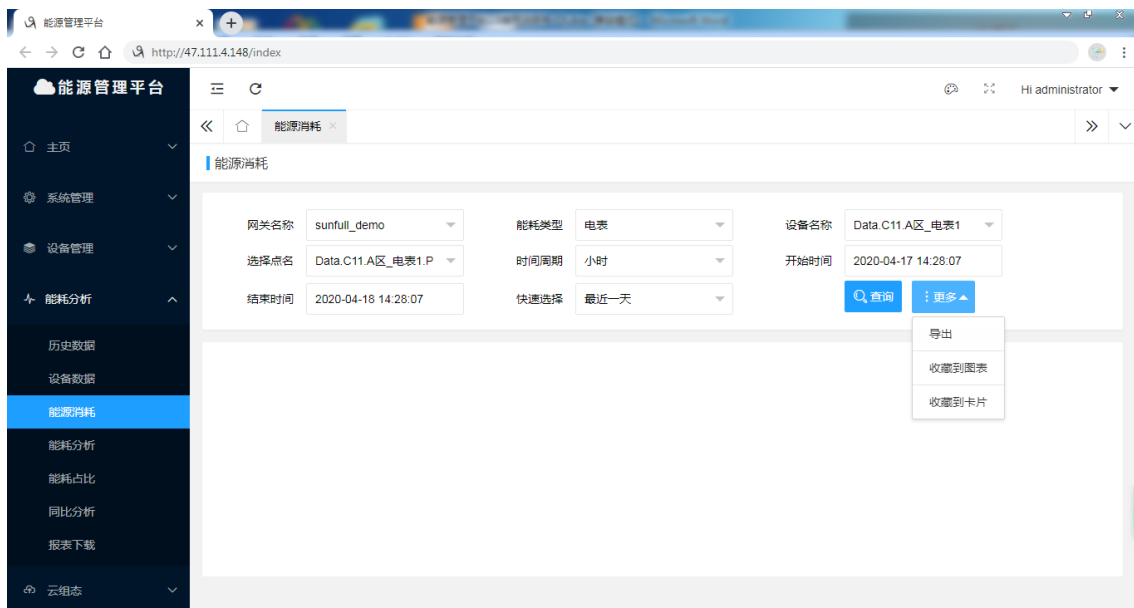 能源管理平台
http://47.111.4.148/index
能源管理平台
Hi administrator
能源消耗
主页
能源消耗
系统管理
网关名称 sunfull_demo 能耗类型 电表 设备名称 Data.C11.A区_电表1
设备管理
选择点名 Data.C11.A区_电表1.P 时间周期 小时 开始时间 2020-04-17 14:28:07
能耗分析
结束时间 2020-04-18 14:28:07 快速选择 最近一天 查询 更多
导出
历史数据
收藏到图表
设备数据
收藏到卡片
能源消耗
能耗分析
能耗占比
同比分析
报表下载
云组态